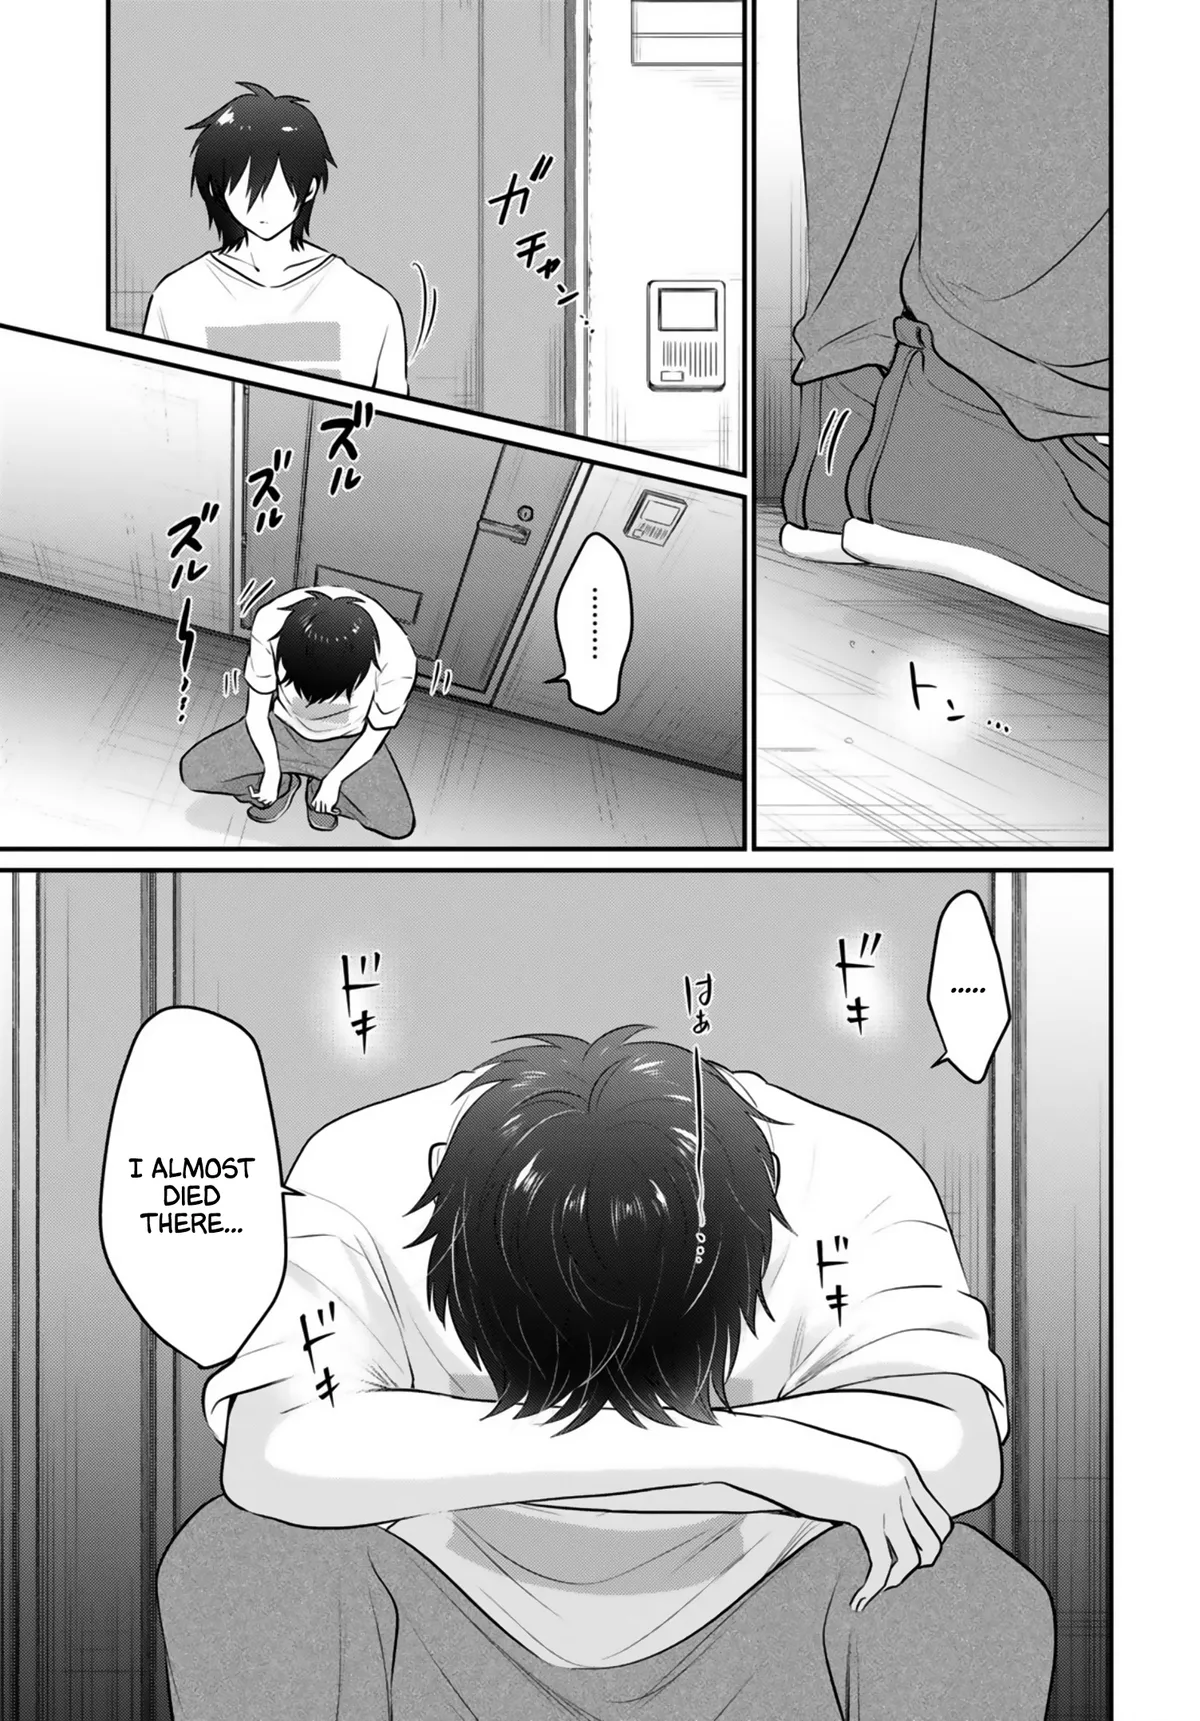 トン…
ガチャン…
ズル
ズル
ズル〜…
………
……
ドキ
はぁ
ドキ
I ALMOST
DIED
THERE...
ドキ
ドキ